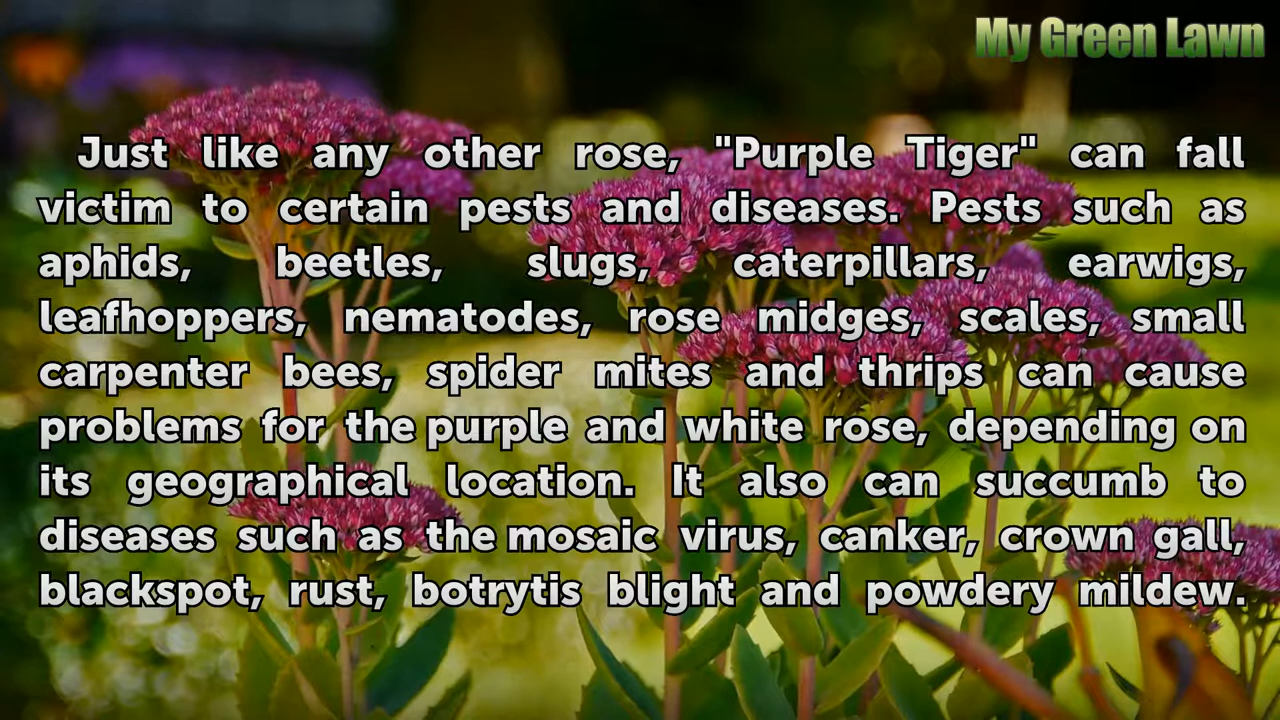 My Green Lawn
Just like any other rose, "Purple Tiger" can fall
victim to certain pests and diseases. Pests such as
aphids, beetles, slugs, caterpillars, earwigs,
leafhoppers, nematodes, rose midges, scales, small
carpenter bees, spider mites and thrips can cause
problems for the purple and white rose, depending on
its geographical location. It also can succumb to
diseases such as the mosaic virus, canker, crown gall,
blackspot, rust, botrytis blight and powdery mildew.